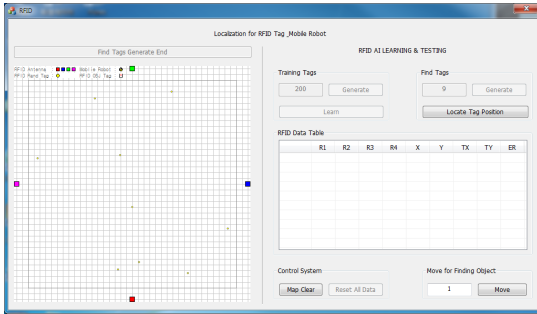 RFID
Localization for RFID Tag ,Mobile Robot
Find Tags Generate End
RFID Antenna : Mobile Robot
RFID Rand Tag : RFID Obs Tag
RFID AI LEARNING & TESTING
Training Tags
Find Tags
200
Generate
9
Generate
Learn
Locate Tag Position
RFID Data Table
R1 R2 R3 R4 X Y TX TY ER
Control System
Move for Finding Object
Map Clear
Reset All Data
1
Move